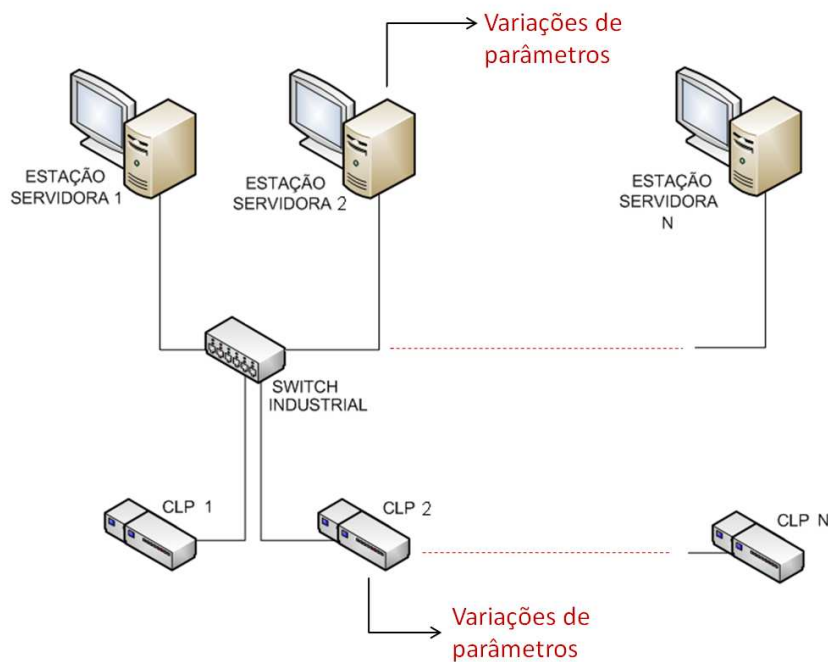 Variações de
parâmetros
ESTAÇÃO
SERVIDORA 1
ESTAÇÃO
SERVIDORA 2
ESTAÇÃO
SERVIDORA
N
SWITCH
INDUSTRIAL
CLP 1
CLP 2
CLP N
Variações de
parâmetros